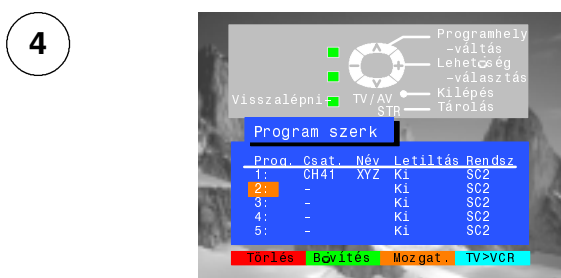 4
Programhely
-váltás
Lehetőség
-választás
Visszalépni
TV/AV
Kilépés
STR
Tárolás
Program szerk
Prog. Csat. Név Letiltás Rendsz
1: CH41 XYZ Ki SC2
2: - Ki SC2
3: - Ki SC2
4: - Ki SC2
5: - Ki SC2
Törlés Bővítés Mozgat. TV>VCR